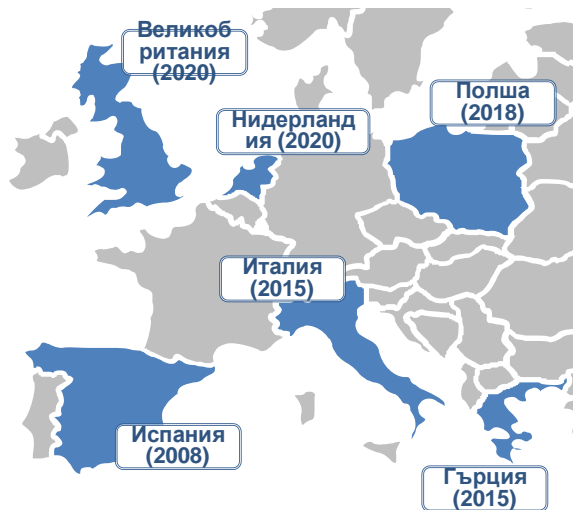 Великоб
ритания
(2020)
Полша
(2018)
Нидерланд
ия (2020)
Италия
(2015)
Испания
(2008)
Гърция
(2015)